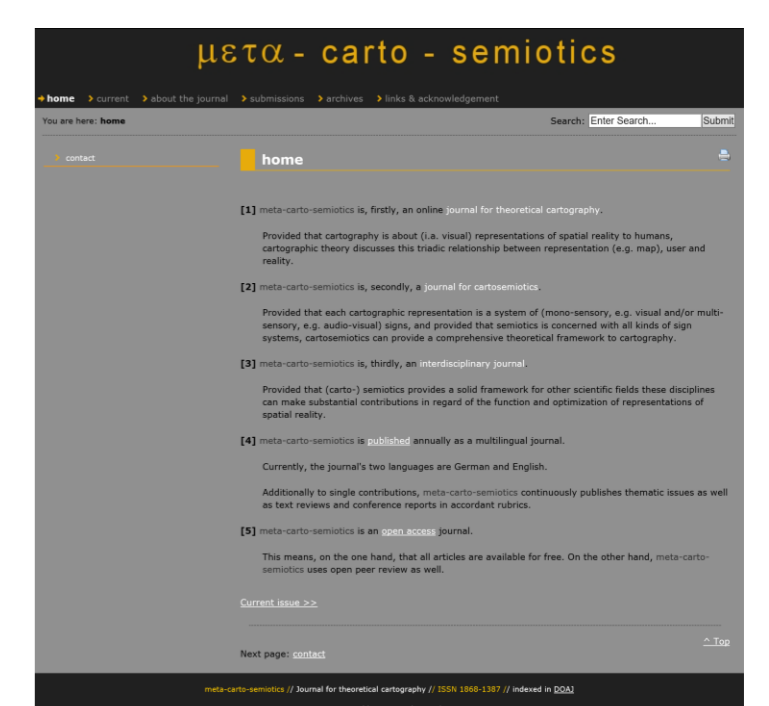 μετα - carto - semiotics
home current about the journal submissions archives links & acknowledgement
You are here: home Search: Enter Search... Submit
contact
home
[1] meta-carto-semiotics is, firstly, an online journal for theoretical cartography.
Provided that cartography is about (i.a. visual) representations of spatial reality to humans,
cartographic theory discusses this triadic relationship between representation (e.g. map), user and
reality.
[2] meta-carto-semiotics is, secondly, a journal for cartosemiotics.
Provided that each cartographic representation is a system of (mono-sensory, e.g. visual and/or multi-
sensory, e.g. audio-visual) signs, and provided that semiotics is concerned with all kinds of sign
systems, cartosemiotics can provide a comprehensive theoretical framework to cartography.
[3] meta-carto-semiotics is, thirdly, an interdisciplinary journal.
Provided that (carto-) semiotics provides a solid framework for other scientific fields these disciplines
can make substantial contributions in regard of the function and optimization of representations of
spatial reality.
[4] meta-carto-semiotics is published annually as a multilingual journal.
Currently, the journal's two languages are German and English.
Additionally to single contributions, meta-carto-semiotics continuously publishes thematic issues as well
as text reviews and conference reports in accordant rubrics.
[5] meta-carto-semiotics is an open access journal.
This means, on the one hand, that all articles are available for free. On the other hand, meta-carto-
semiotics uses open peer review as well.
Current issue >>
^ Top
Next page: contact
meta-carto-semiotics // Journal for theoretical cartography // ISSN 1868-1387 // indexed in DOAJ